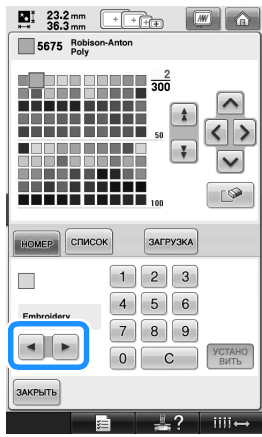 23.2 mm
36.3 mm
5675 Robison-Anton
Poly
2
300
50
100
НОМЕР СПИСОК ЗАГРУЗКА
1 2 3
Embroidery
4 5 6
7 8 9
0 C
УСТАНО
ВИТЬ
ЗАКРЫТЬ
?